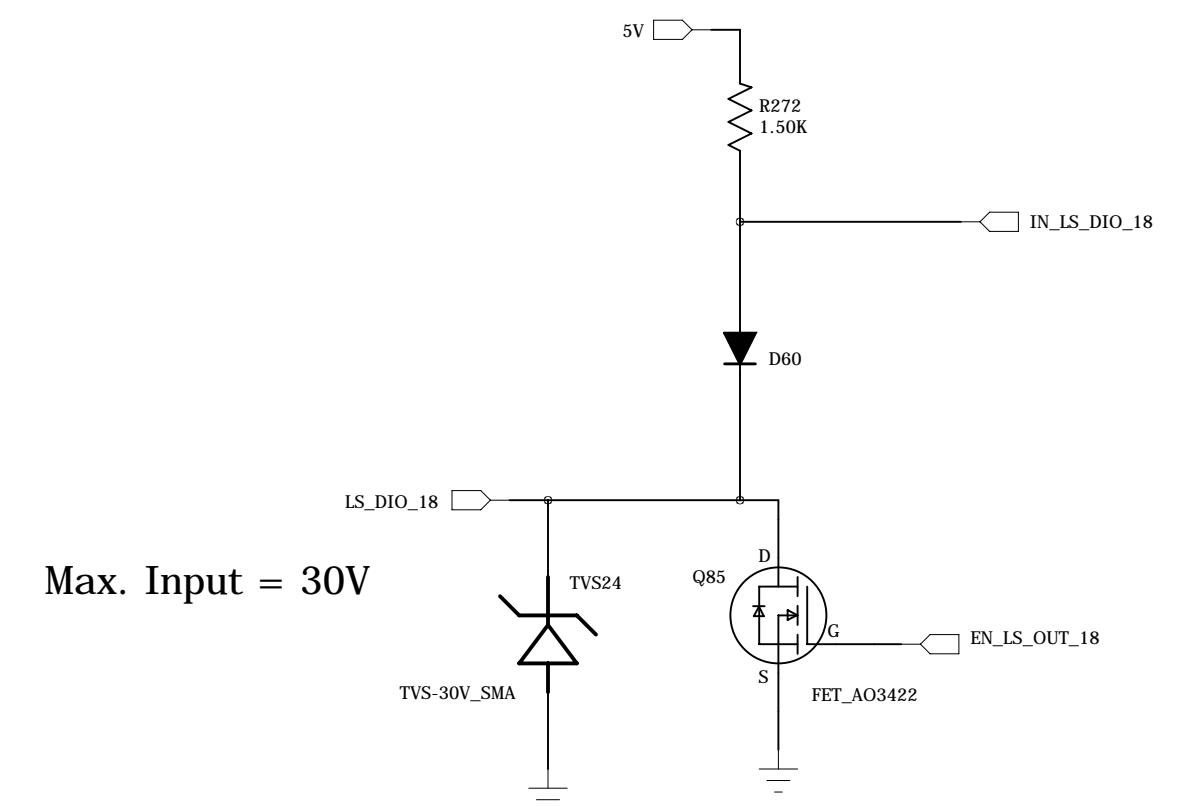 5V
R272
1.50K
IN_LS_DIO_18
D60
LS_DIO_18
Max. Input = 30V
D
Q85
TVS24
G
EN_LS_OUT_18
S
TVS-30V_SMA
FET_AO3422